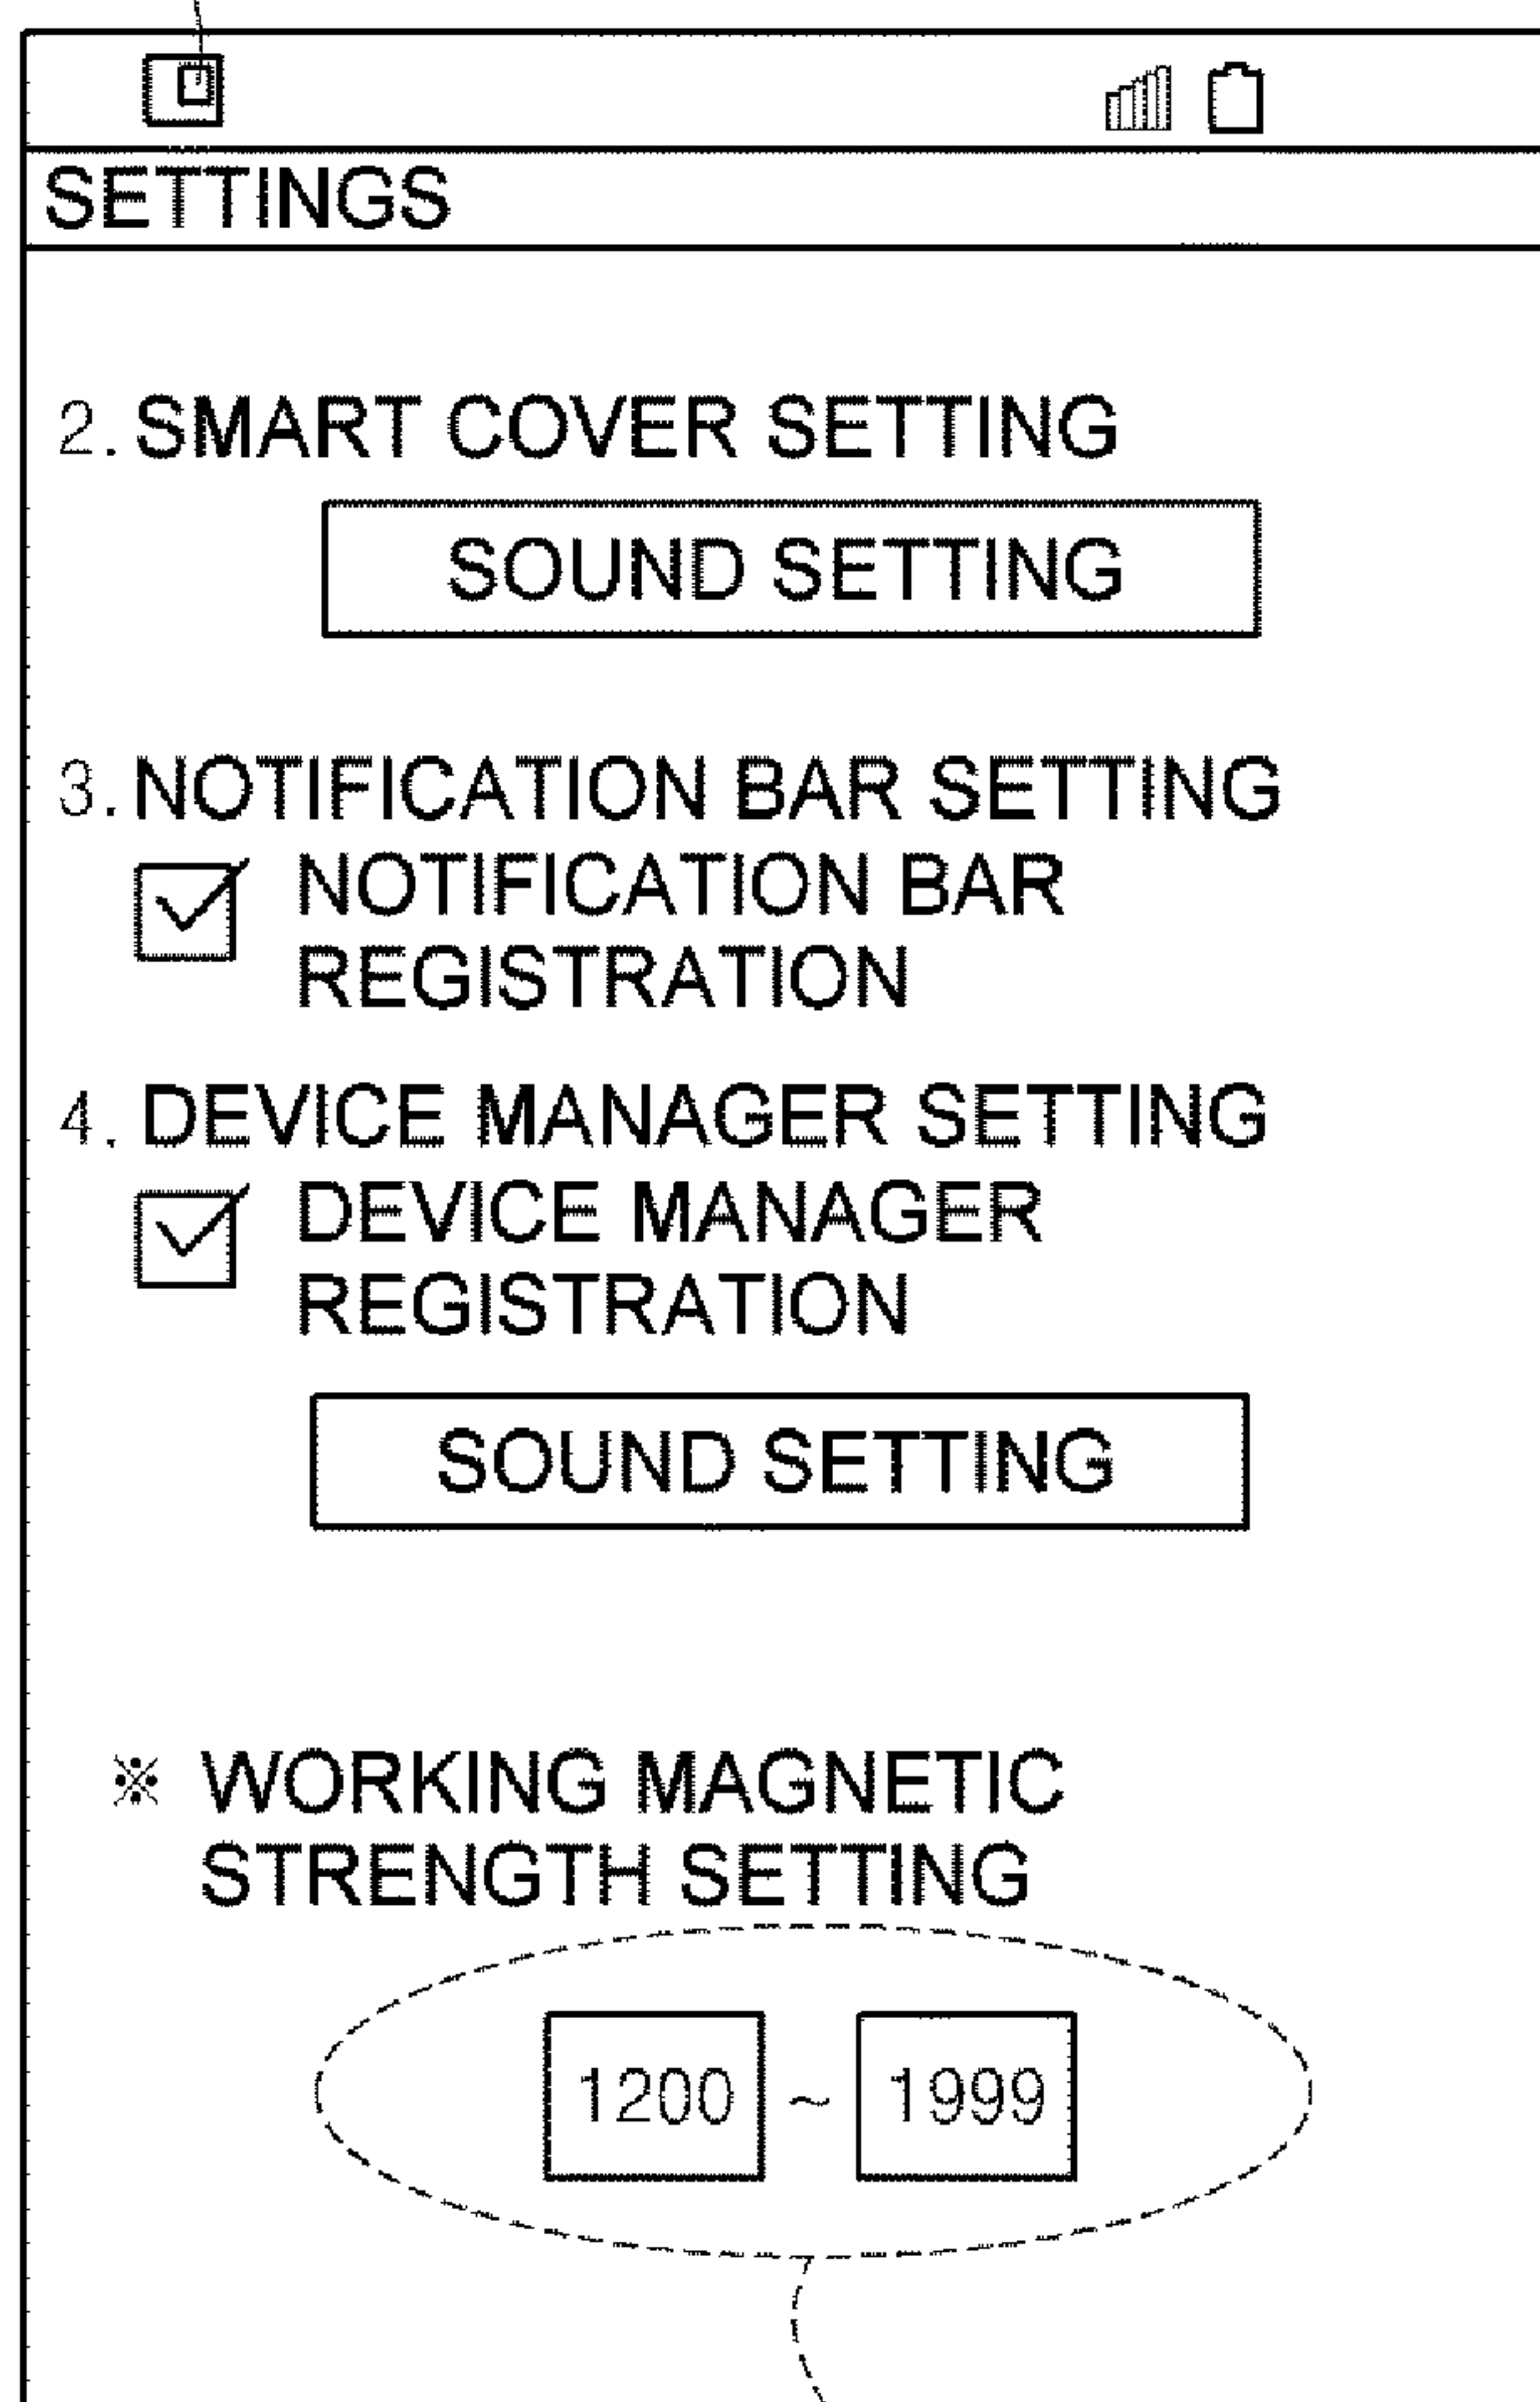 SETTINGS
2. SMART COVER SETTING
SOUND SETTING
3. NOTIFICATION BAR SETTING
NOTIFICATION BAR
REGISTRATION
4. DEVICE MANAGER SETTING
DEVICE MANAGER
REGISTRATION
SOUND SETTING
※ WORKING MAGNETIC
STRENGTH SETTING
1200 ~ 1999